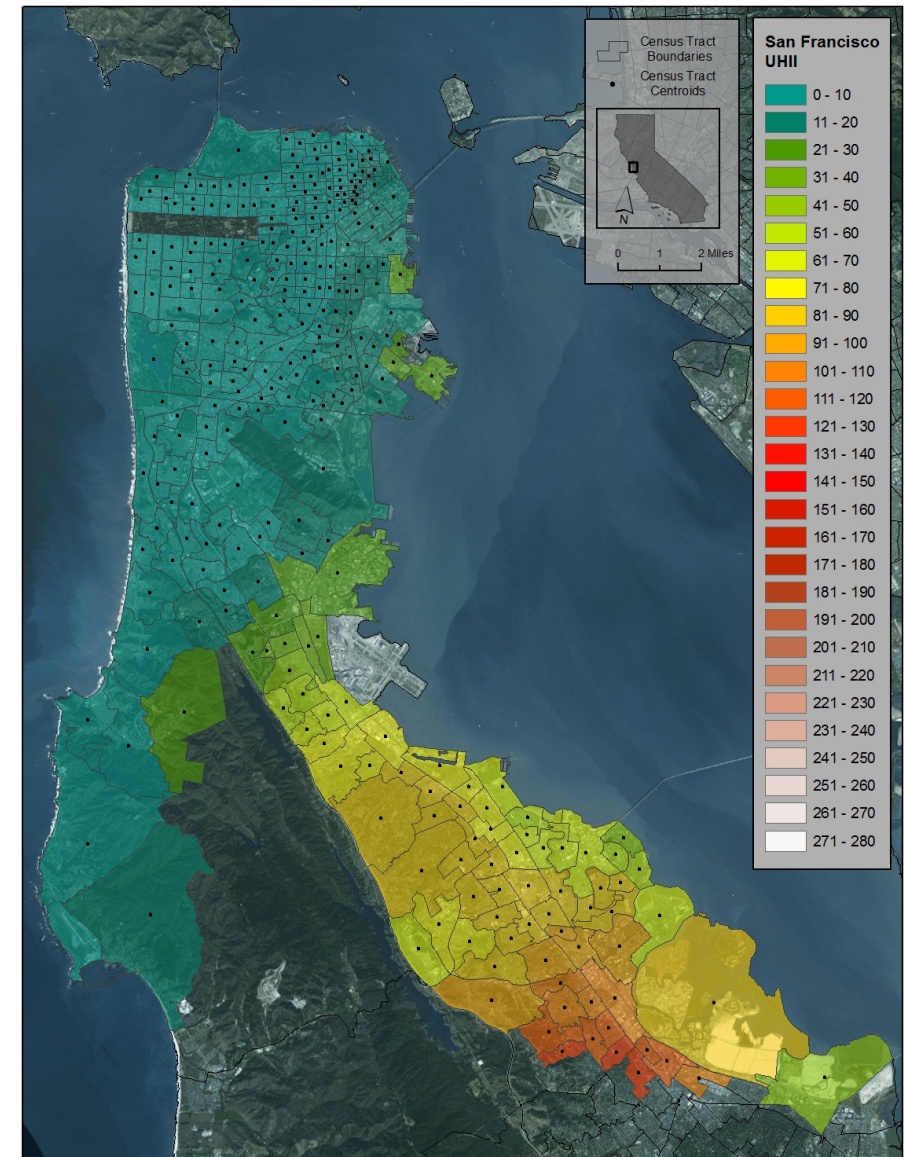 Census Tract
Boundaries
Census Tract
Centroids
N
0 1 2 Miles
San Francisco
UHII
0 - 10
11 - 20
21 - 30
31 - 40
41 - 50
51 - 60
61 - 70
71 - 80
81 - 90
91 - 100
101 - 110
111 - 120
121 - 130
131 - 140
141 - 150
151 - 160
161 - 170
171 - 180
181 - 190
191 - 200
201 - 210
211 - 220
221 - 230
231 - 240
241 - 250
251 - 260
261 - 270
271 - 280